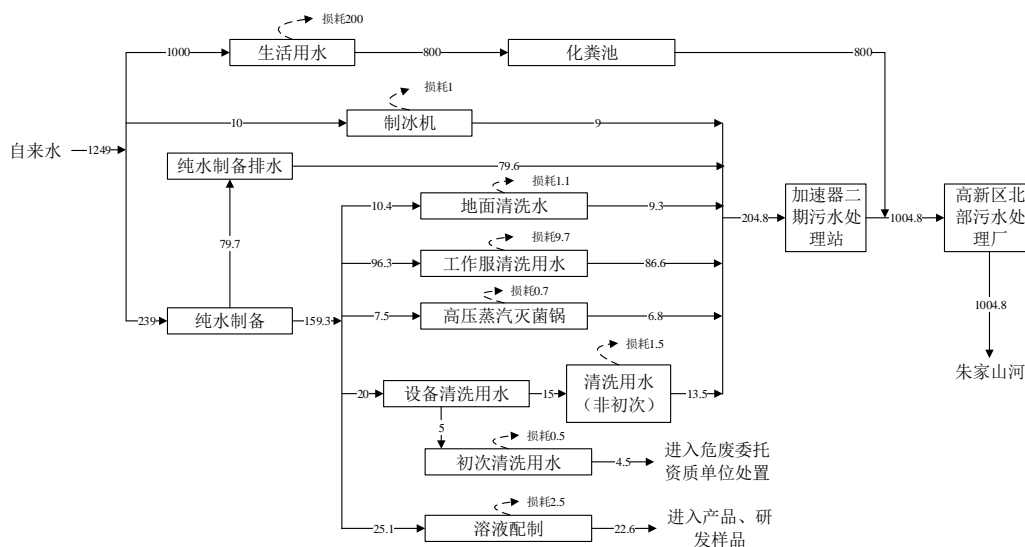 损耗200
1000
生活用水
800
化粪池
800
损耗1
10
制冰机
9
自来水
1249
纯水制备排水
79.6
损耗1.1
10.4
地面清洗水
9.3
加速器二
期污水处
理站
高新区北
部污水处
理厂
204.8
1004.8
79.7
损耗9.7
96.3
工作服清洗用水
86.6
损耗0.7
239
纯水制备
159.3
7.5
高压蒸汽灭菌锅
6.8
1004.8
损耗1.5
朱家山河
20
设备清洗用水
15
清洗用水
（非初次）
13.5
5
损耗0.5
初次清洗用水
4.5
进入危废委托
资质单位处置
损耗2.5
25.1
溶液配制
22.6
进入产品、研
发样品